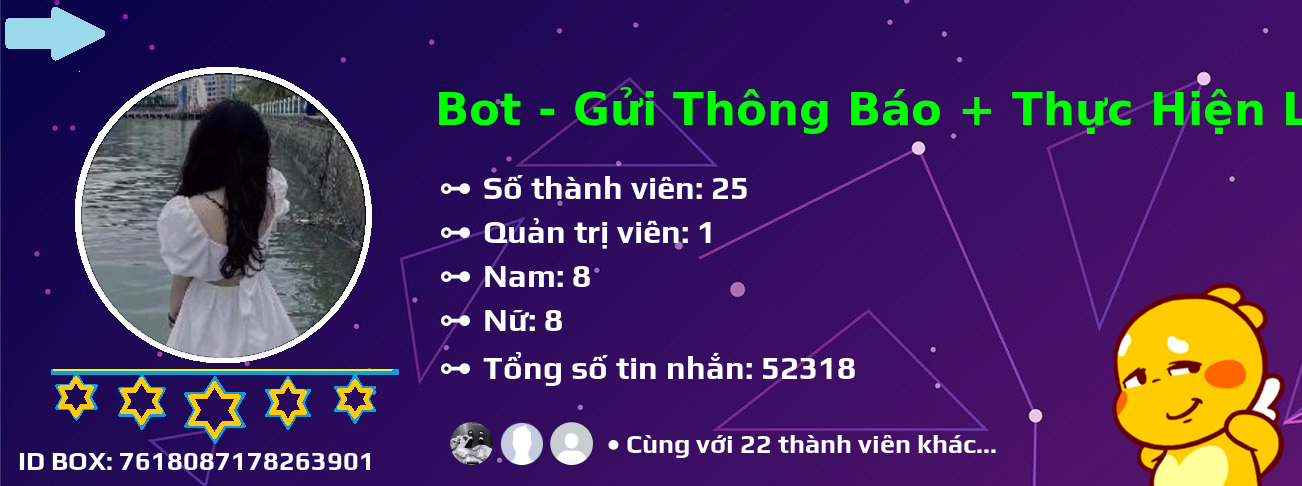 Bot - Gửi Thông Báo + Thực Hiện L
Số thành viên: 25
Quản trị viên: 1
Nam: 8
Nữ: 8
Tổng số tin nhắn: 52318
• Cùng với 22 thành viên khác...
ID BOX: 7618087178263901